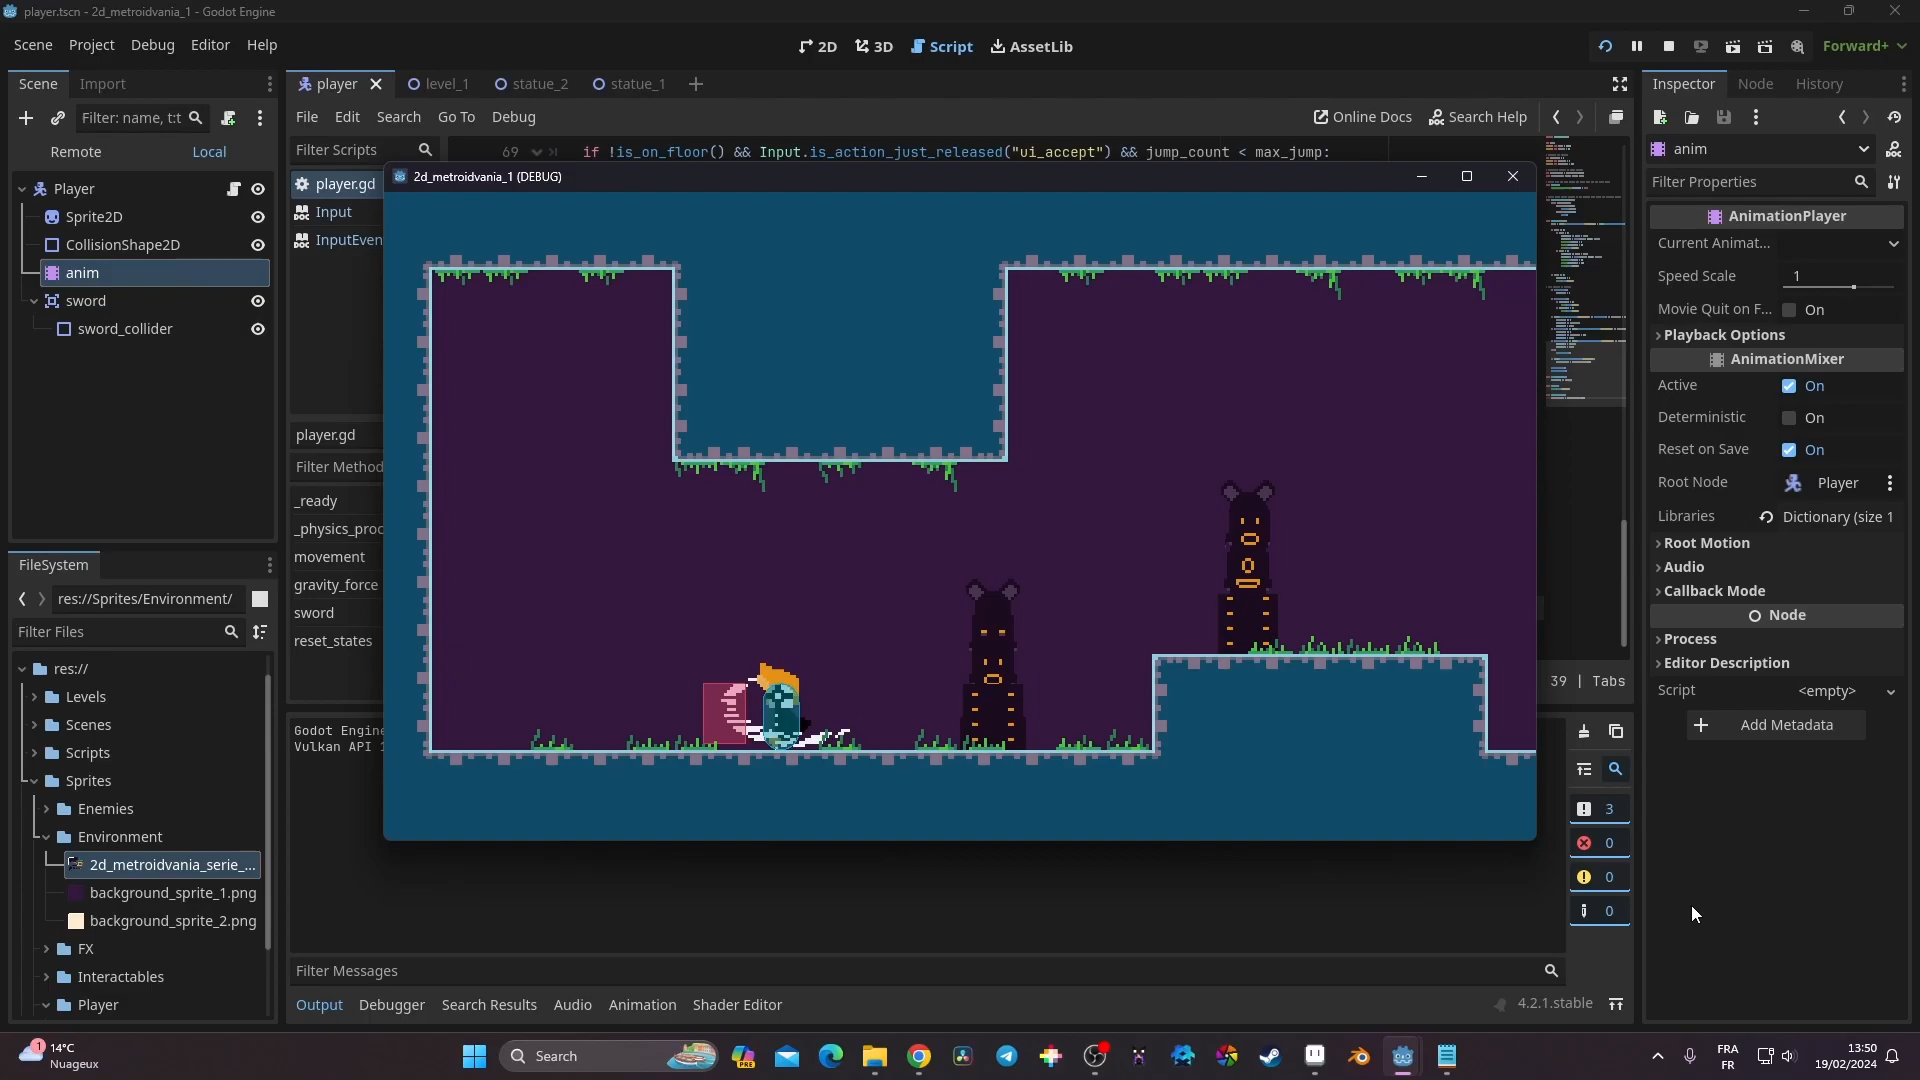 player.tscn - 2d_metroidvania_1 - Godot Engine
Scene Project Debug Editor Help
2D 3D Script AssetLib
Forward+
Scene Import
player level_1 statue_2 statue_1
Inspector Node History
Filter: name, t:t
File Edit Search Go To Debug
Online Docs Search Help
Remote Local
Filter Scripts
69 if !is_on_floor() && Input.is_action_just_released("ui_accept") && jump_count < max_jump:
anim
Player
player.gd
2d_metroidvania_1 (DEBUG)
Filter Properties
Sprite2D
Input
AnimationPlayer
CollisionShape2D
InputEven
Current Animat...
anim
Speed Scale 1
sword
Movie Quit on F... On
sword_collider
Playback Options
AnimationMixer
Active On
Deterministic On
player.gd
Reset on Save On
Filter Method
Root Node Player
_ready
Libraries Dictionary (size 1
_physics_proc
Root Motion
movement
Audio
FileSystem
gravity_force
Callback Mode
res://Sprites/Environment/
sword
Node
Filter Files
reset_states
Process
res://
Editor Description
Levels
39 | Tabs
Script <empty>
Scenes
Godot Engine
Add Metadata
Scripts
Vulkan API 1
Sprites
Enemies
3
Environment
0
2d_metroidvania_serie_...
0
background_sprite_1.png
0
background_sprite_2.png
FX
Interactables
Filter Messages
Player
Output Debugger Search Results Audio Animation Shader Editor
4.2.1.stable
1
14°C
Nuageux
Search
PRE
FRA
FR
13:50
19/02/2024